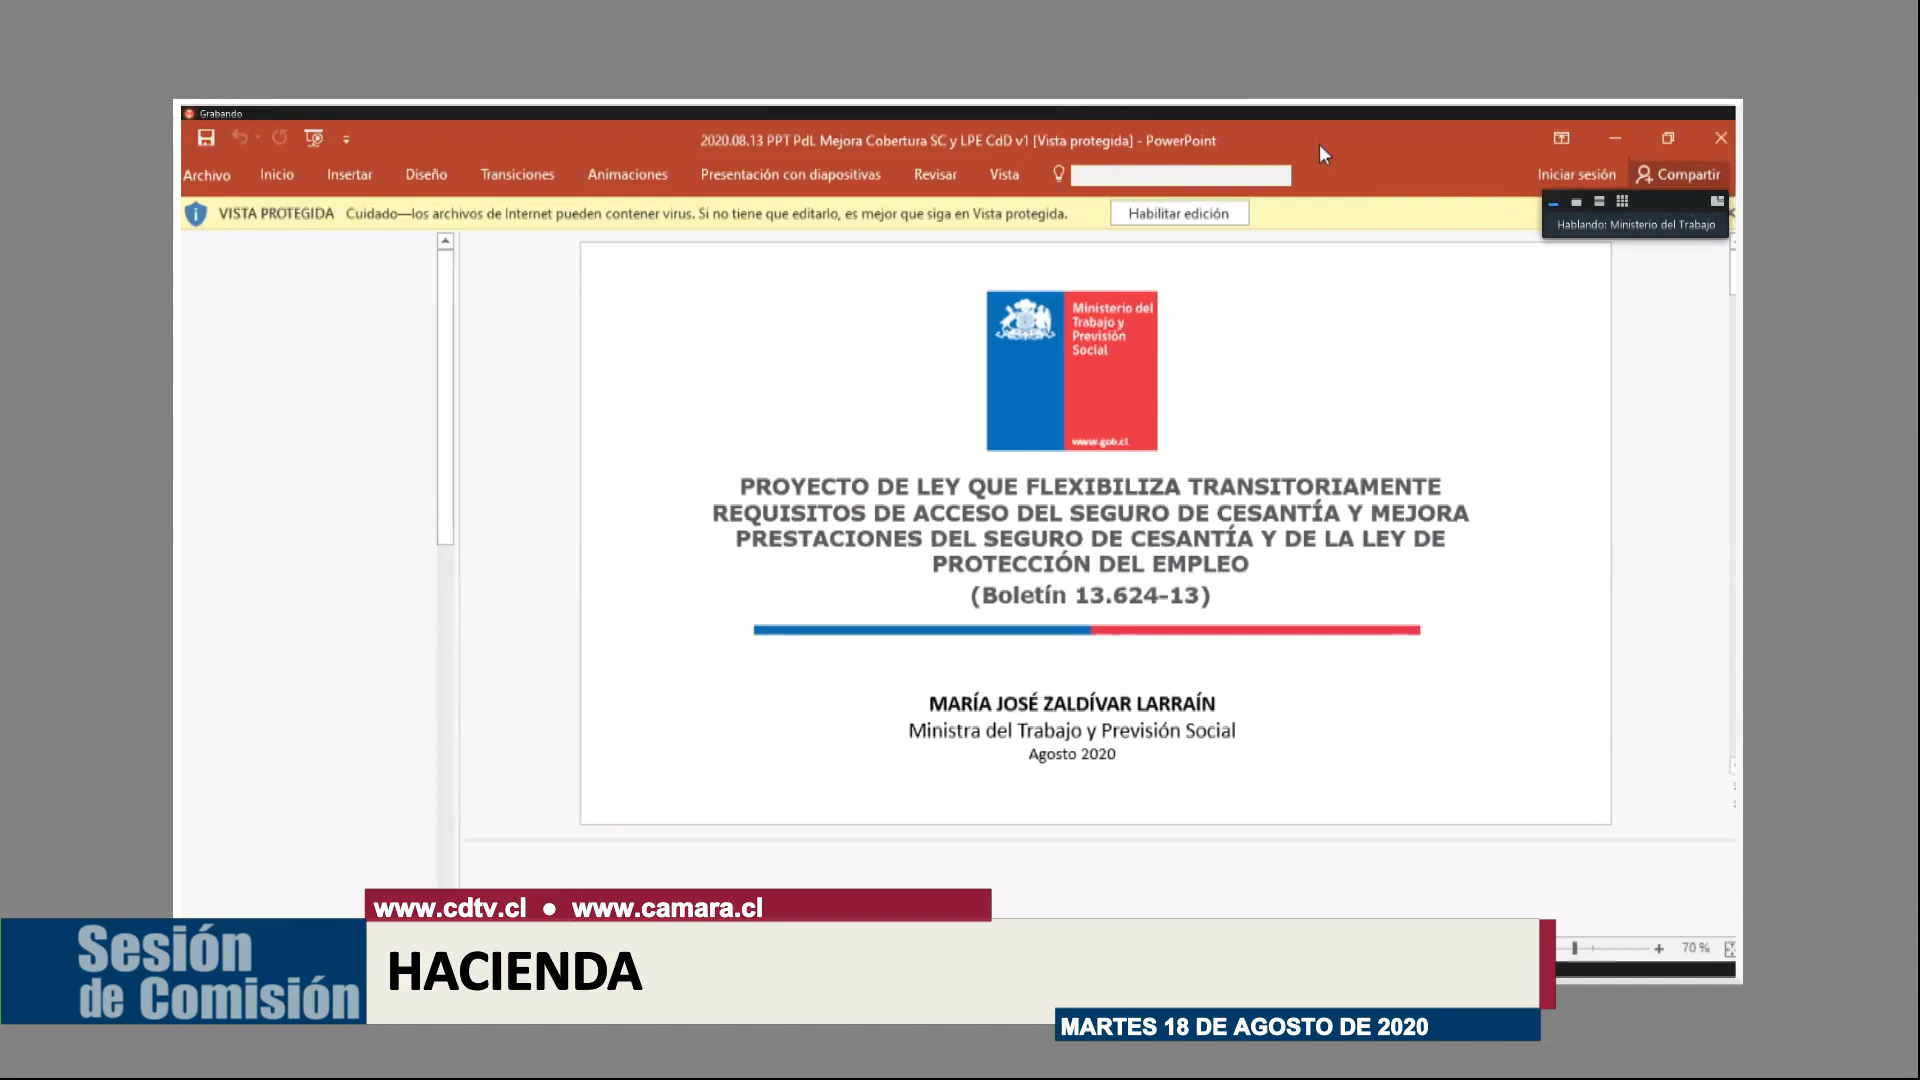 Grabando
2020.08.13 PPT PdL Mejora Cobertura SC y LPE CdD v1 [Vista protegida] - PowerPoint
Archivo Inicio Insertar Diseño Transiciones Animaciones Presentación con diapositivas Revisar Vista Iniciar sesión Compartir
VISTA PROTEGIDA Cuidado—los archivos de Internet pueden contener virus. Si no tiene que editarlo, es mejor que siga en Vista protegida. Habilitar edición
Hablando: Ministerio del Trabajo
Ministerio del
Trabajo y
Previsión
Social
www.gob.cl
PROYECTO DE LEY QUE FLEXIBILIZA TRANSITORIAMENTE
REQUISITOS DE ACCESO DEL SEGURO DE CESANTÍA Y MEJORA
PRESTACIONES DEL SEGURO DE CESANTÍA Y DE LA LEY DE
PROTECCIÓN DEL EMPLEO
(Boletín 13.624-13)
MARÍA JOSÉ ZALDÍVAR LARRAÍN
Ministra del Trabajo y Previsión Social
Agosto 2020
www.cdtv.cl ● www.camara.cl
Sesión
de Comisión
HACIENDA
70 %
MARTES 18 DE AGOSTO DE 2020